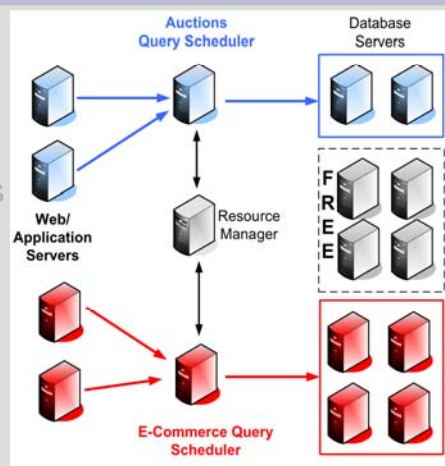 Auctions
Query Scheduler
Database
Servers
Web/
Application
Servers
Resource
Manager
F
R
E
E
E-Commerce Query
Scheduler